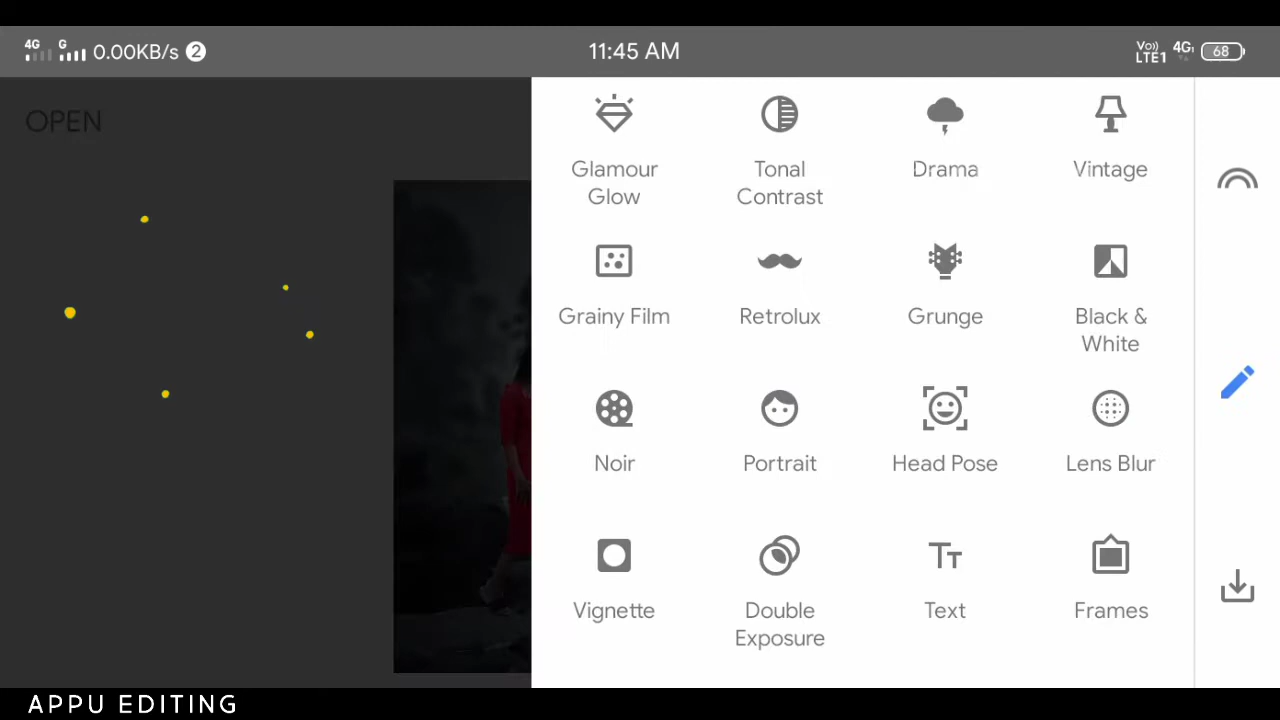 4G G 0.00KB/s 2 11:45 AM Vo)) LTE1 4G 68
OPEN
Glamour Glow
Tonal Contrast
Drama
Vintage
Grainy Film
Retrolux
Grunge
Black & White
Noir
Portrait
Head Pose
Lens Blur
Vignette
Double Exposure
Text
Frames
APPU EDITING